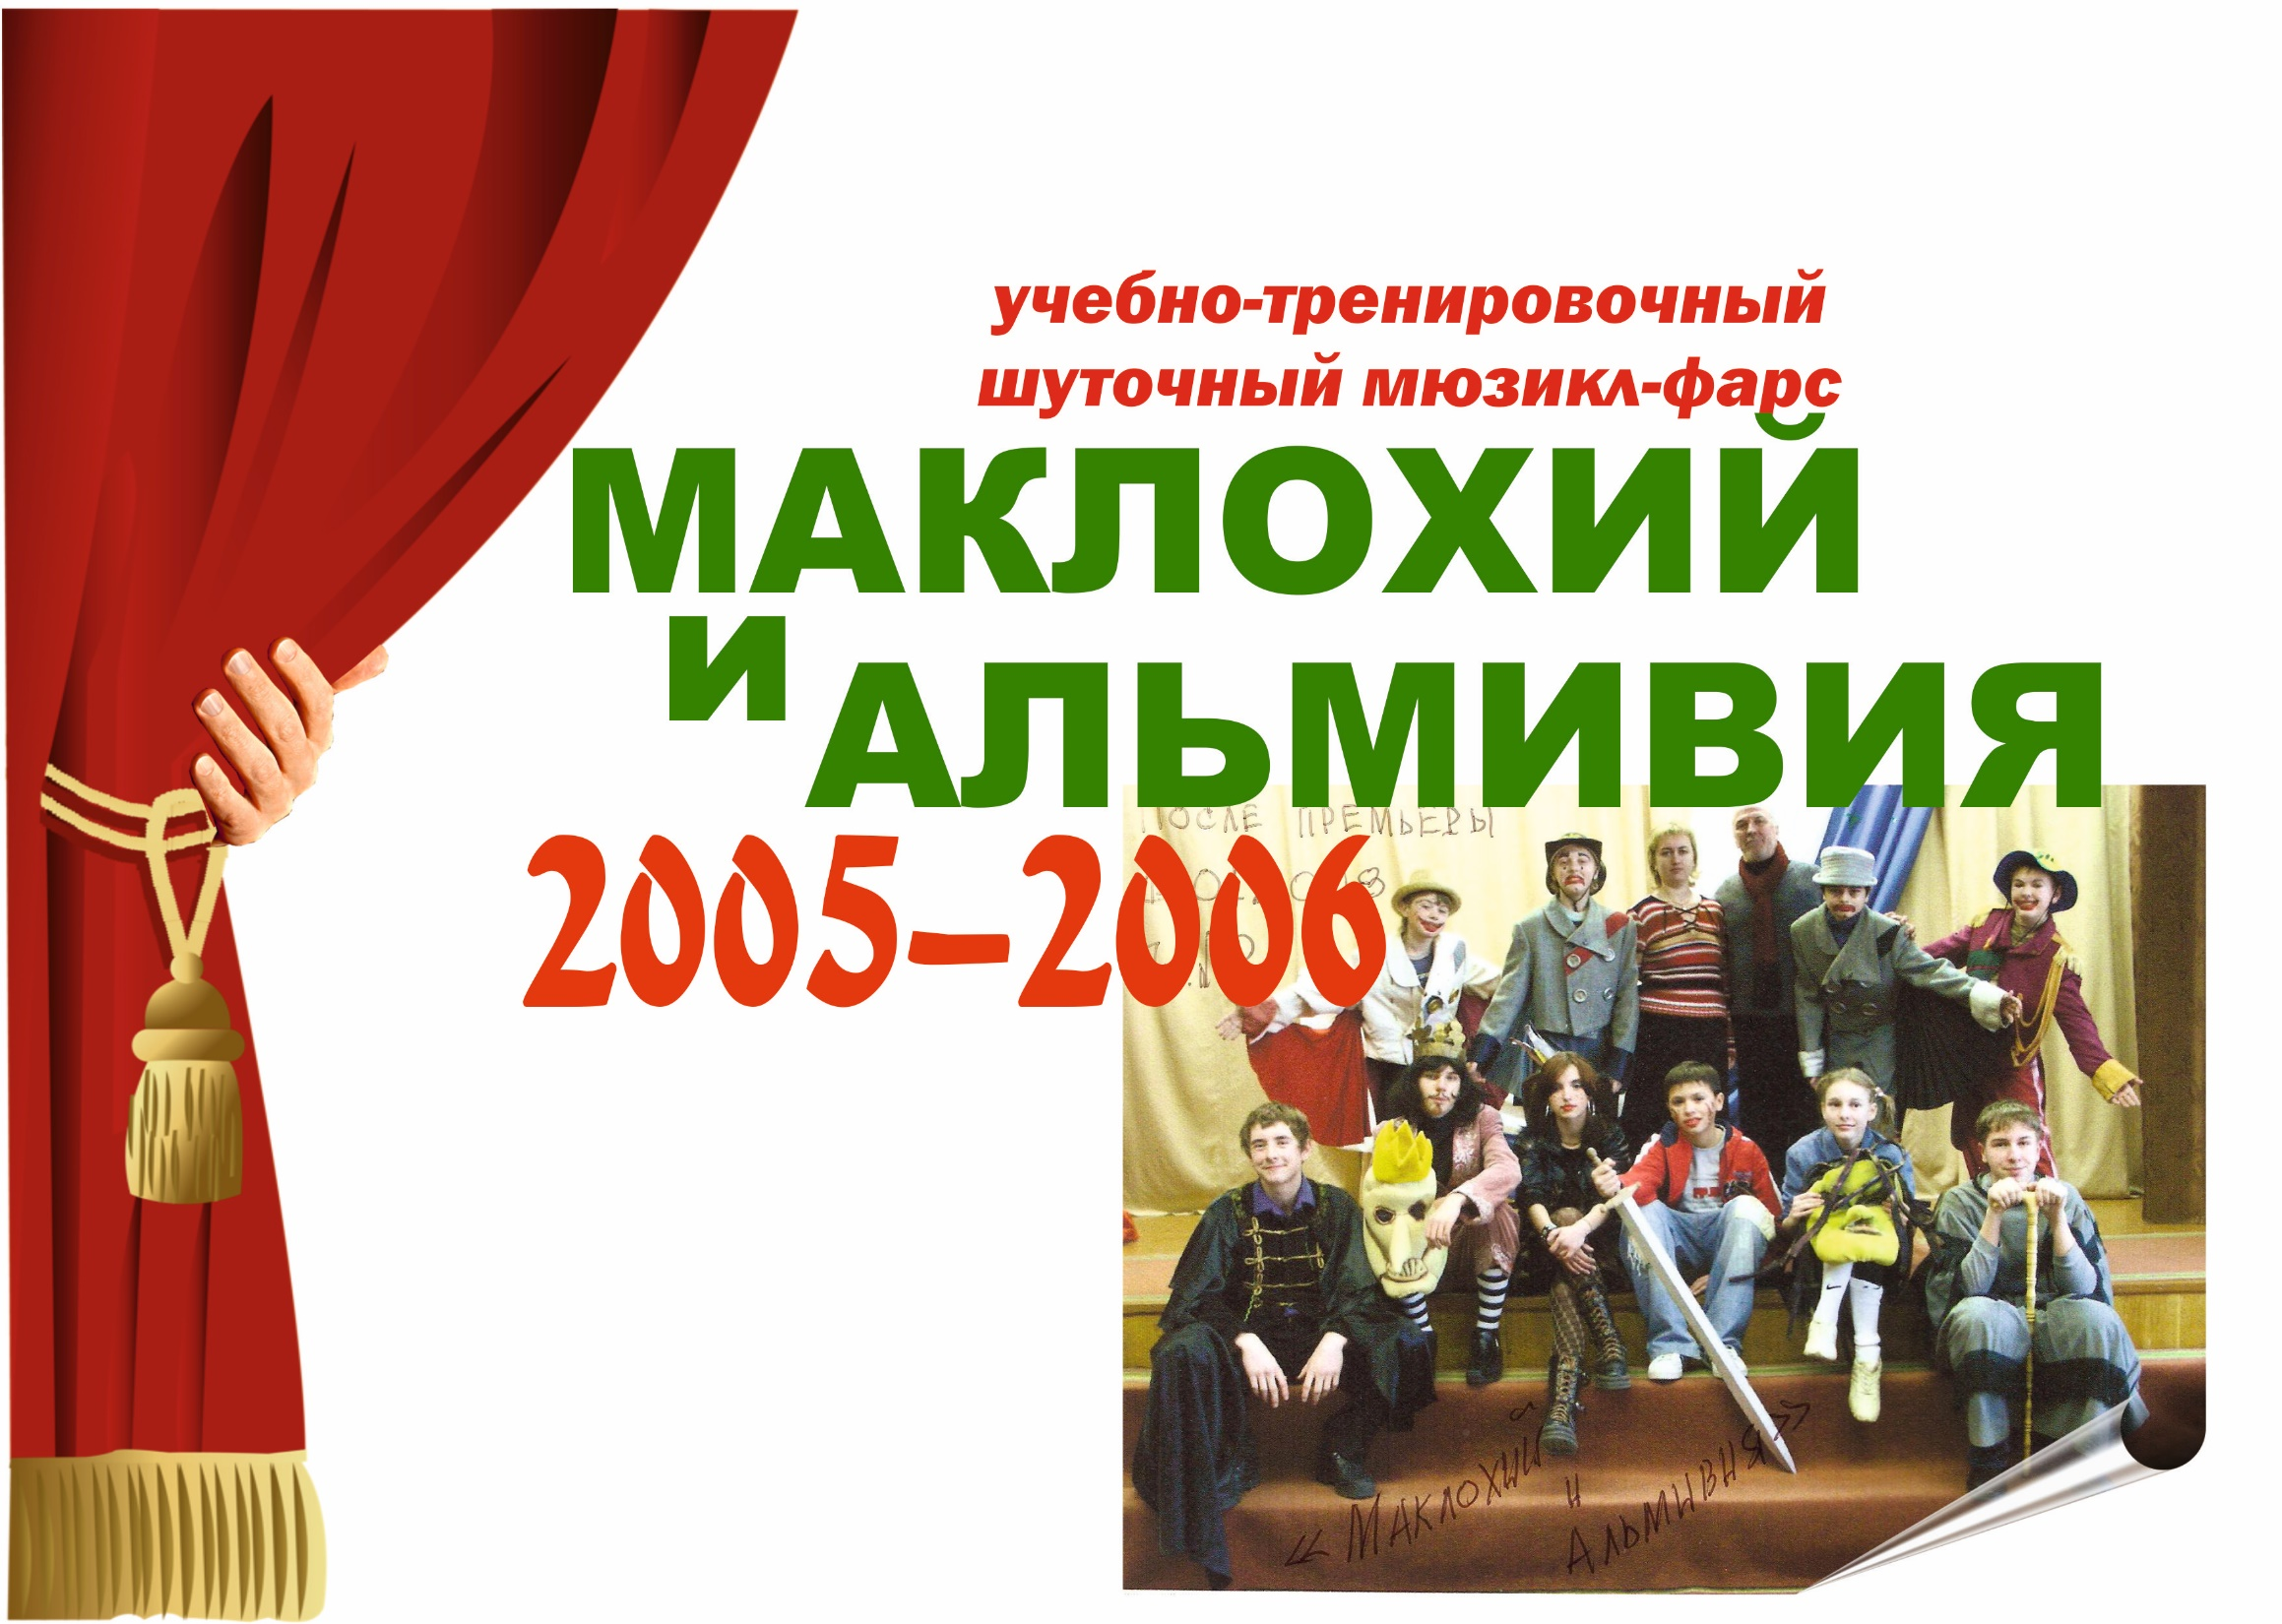 учебно-тренировочный
шуточный мюзикл-фарс
МАКЛОХИЙ
и АЛЬМИВИЯ
2005-2006
ПОСЛЕ ПРЕМЬЕРЫ
« МАКЛОХИЙ
и
АЛЬМИВИЯ »